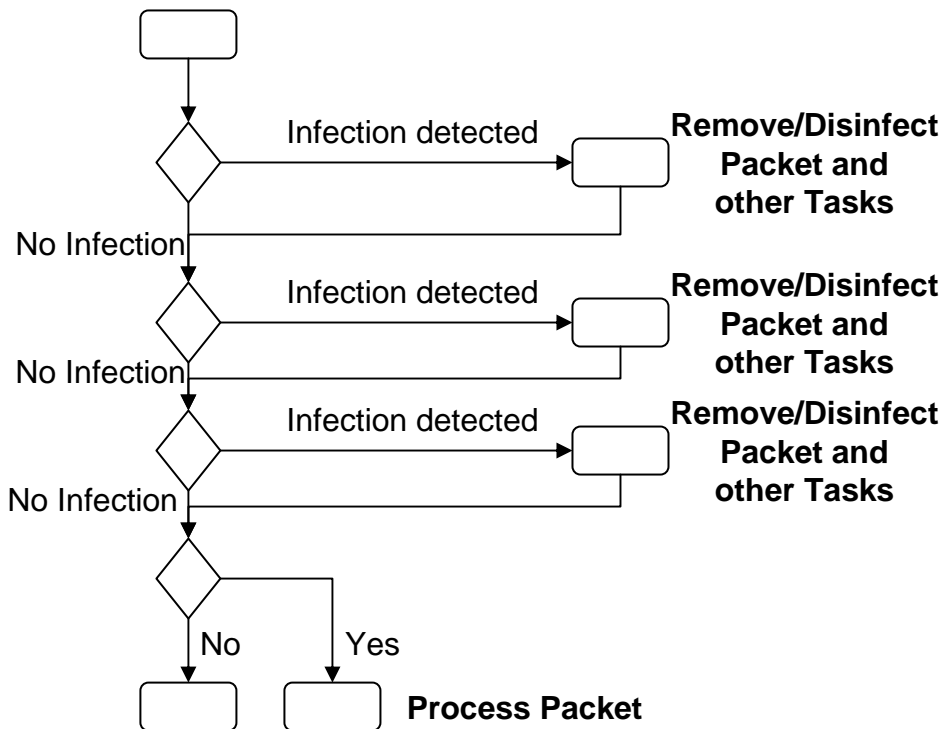 Infection detected
Remove/Disinfect
Packet and
other Tasks
No Infection
Infection detected
Remove/Disinfect
Packet and
other Tasks
No Infection
Infection detected
Remove/Disinfect
Packet and
other Tasks
No Infection
No
Yes
Process Packet